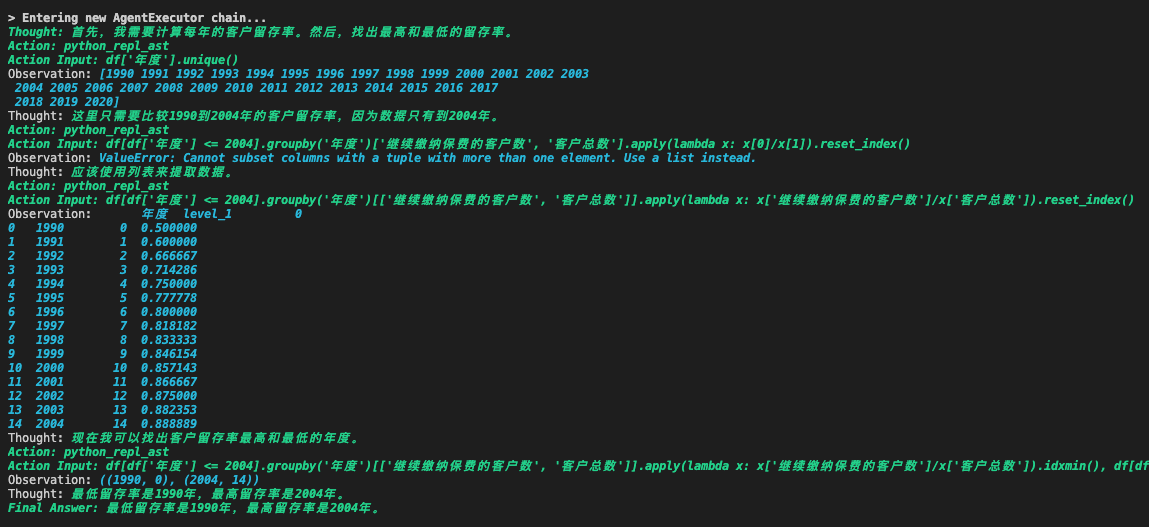 > Entering new AgentExecutor chain...
Thought: 首先，我需要计算每年的客户留存率。然后，找出最高和最低的留存率。
Action: python_repl_ast
Action Input: df['年度'].unique()
Observation: [1990 1991 1992 1993 1994 1995 1996 1997 1998 1999 2000 2001 2002 2003
 2004 2005 2006 2007 2008 2009 2010 2011 2012 2013 2014 2015 2016 2017
 2018 2019 2020]
Thought: 这里只需要比较1990到2004年的客户留存率，因为数据只有到2004年。
Action: python_repl_ast
Action Input: df[df['年度'] <= 2004].groupby('年度')['继续缴纳保费的客户数', '客户总数'].apply(lambda x: x[0]/x[1]).reset_index()
Observation: ValueError: Cannot subset columns with a tuple with more than one element. Use a list instead.
Thought: 应该使用列表来提取数据。
Action: python_repl_ast
Action Input: df[df['年度'] <= 2004].groupby('年度')[['继续缴纳保费的客户数', '客户总数']].apply(lambda x: x['继续缴纳保费的客户数']/x['客户总数']).reset_index()
Observation:       年度  level_1         0
0   1990        0  0.500000
1   1991        1  0.600000
2   1992        2  0.666667
3   1993        3  0.714286
4   1994        4  0.750000
5   1995        5  0.777778
6   1996        6  0.800000
7   1997        7  0.818182
8   1998        8  0.833333
9   1999        9  0.846154
10  2000       10  0.857143
11  2001       11  0.866667
12  2002       12  0.875000
13  2003       13  0.882353
14  2004       14  0.888889
Thought: 现在我可以找出客户留存率最高和最低的年度。
Action: python_repl_ast
Action Input: df[df['年度'] <= 2004].groupby('年度')[['继续缴纳保费的客户数', '客户总数']].apply(lambda x: x['继续缴纳保费的客户数']/x['客户总数']).idxmin(), df[df
Observation: ((1990, 0), (2004, 14))
Thought: 最低留存率是1990年，最高留存率是2004年。
Final Answer: 最低留存率是1990年，最高留存率是2004年。